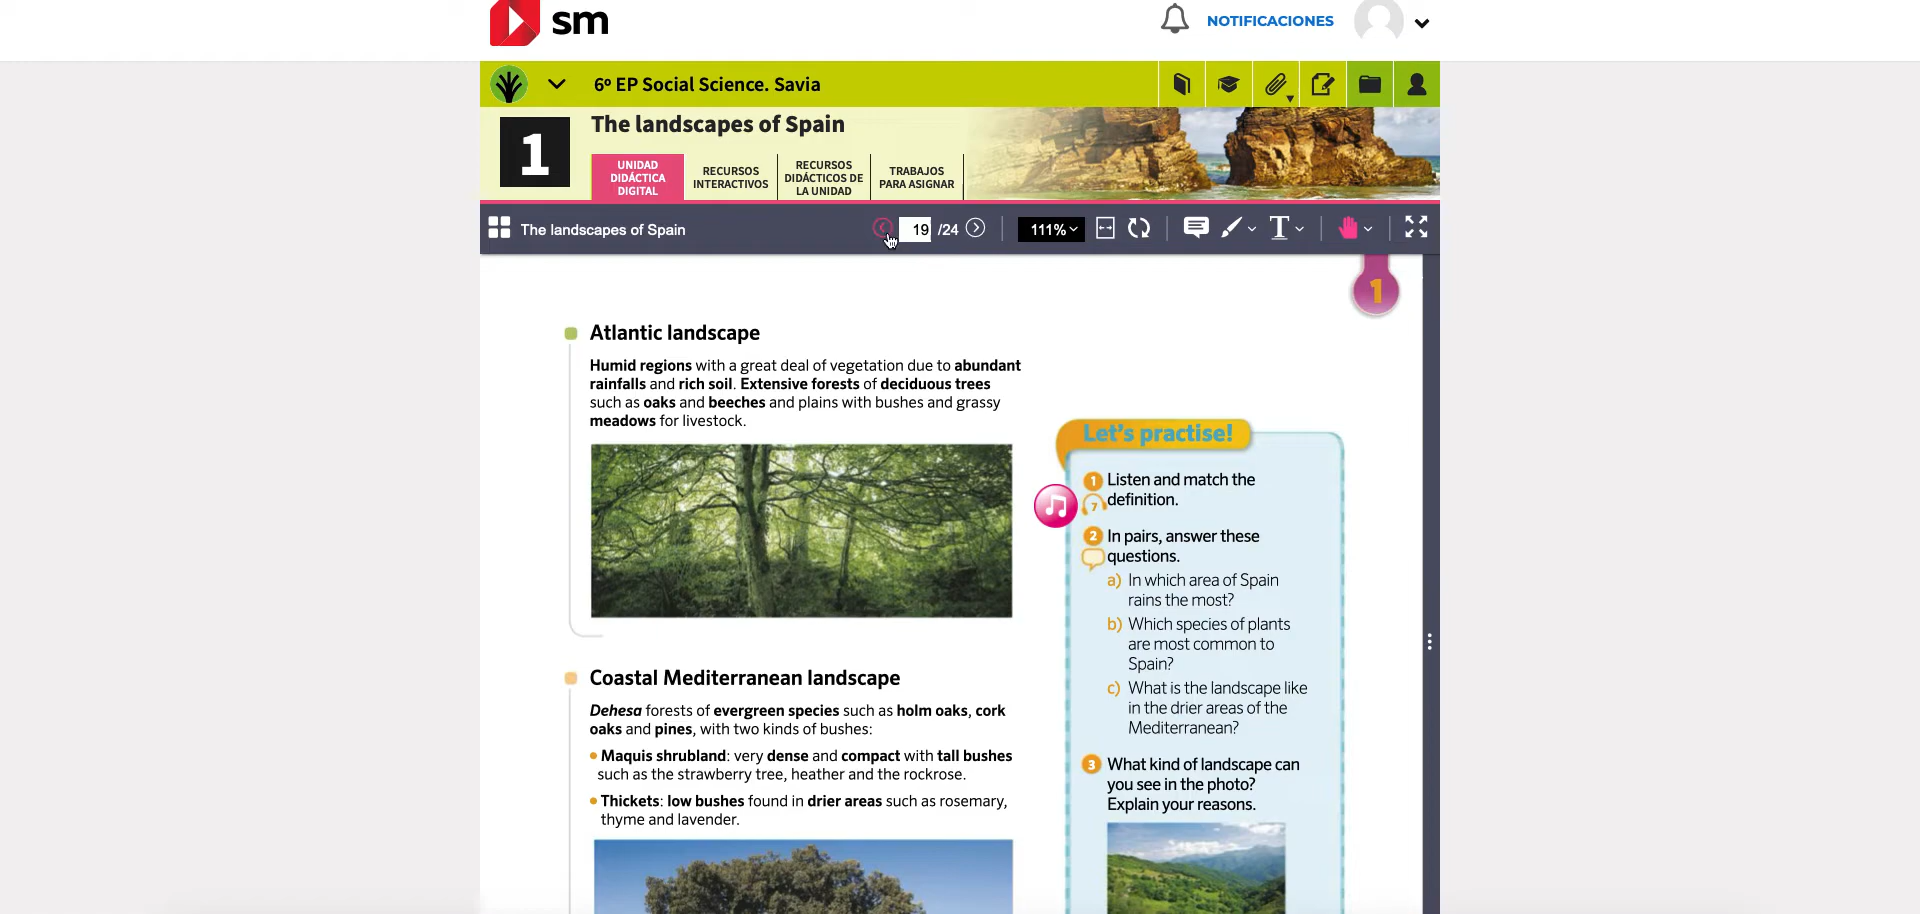 sm
NOTIFICACIONES
6º EP Social Science. Savia
1
The landscapes of Spain
UNIDAD
DIDÁCTICA
DIGITAL
RECURSOS
INTERACTIVOS
RECURSOS
DIDÁCTICOS DE
LA UNIDAD
TRABAJOS
PARA ASIGNAR
The landscapes of Spain
19 /24
111%
T
1
Atlantic landscape
Humid regions with a great deal of vegetation due to abundant
rainfalls and rich soil. Extensive forests of deciduous trees
such as oaks and beeches and plains with bushes and grassy
meadows for livestock.
Coastal Mediterranean landscape
Dehesa forests of evergreen species such as holm oaks, cork
oaks and pines, with two kinds of bushes:
• Maquis shrubland: very dense and compact with tall bushes
such as the strawberry tree, heather and the rockrose.
• Thickets: low bushes found in drier areas such as rosemary,
thyme and lavender.
Let's practise!
1 Listen and match the
7 definition.
2 In pairs, answer these
questions.
a) In which area of Spain
rains the most?
b) Which species of plants
are most common to
Spain?
c) What is the landscape like
in the drier areas of the
Mediterranean?
3 What kind of landscape can
you see in the photo?
Explain your reasons.